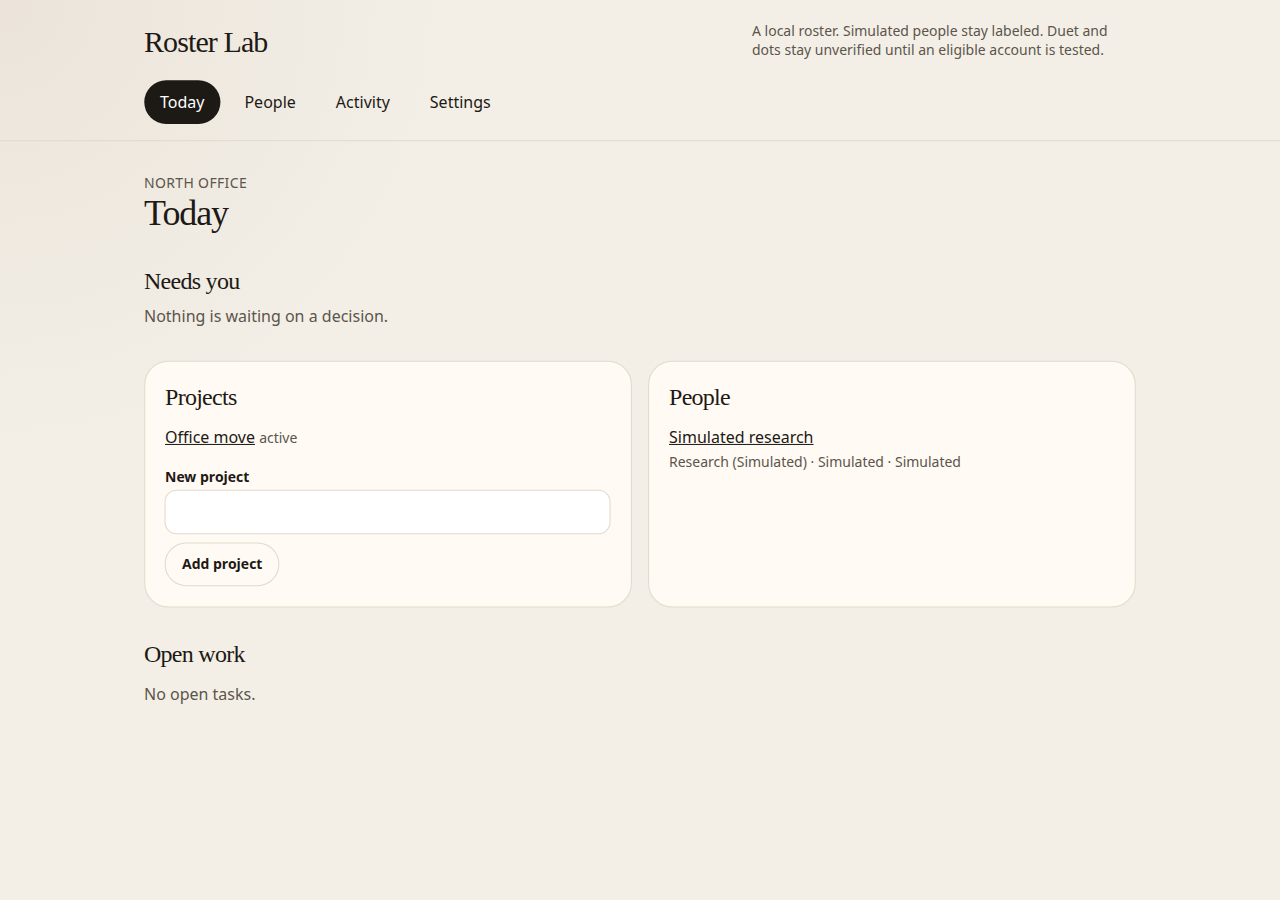 Roster Lab
A local roster. Simulated people stay labeled. Duet and
dots stay unverified until an eligible account is tested.
Today
People
Activity
Settings
NORTH OFFICE
Today
Needs you
Nothing is waiting on a decision.
Projects
Office move active
New project
Add project
People
Simulated research
Research (Simulated) · Simulated · Simulated
Open work
No open tasks.